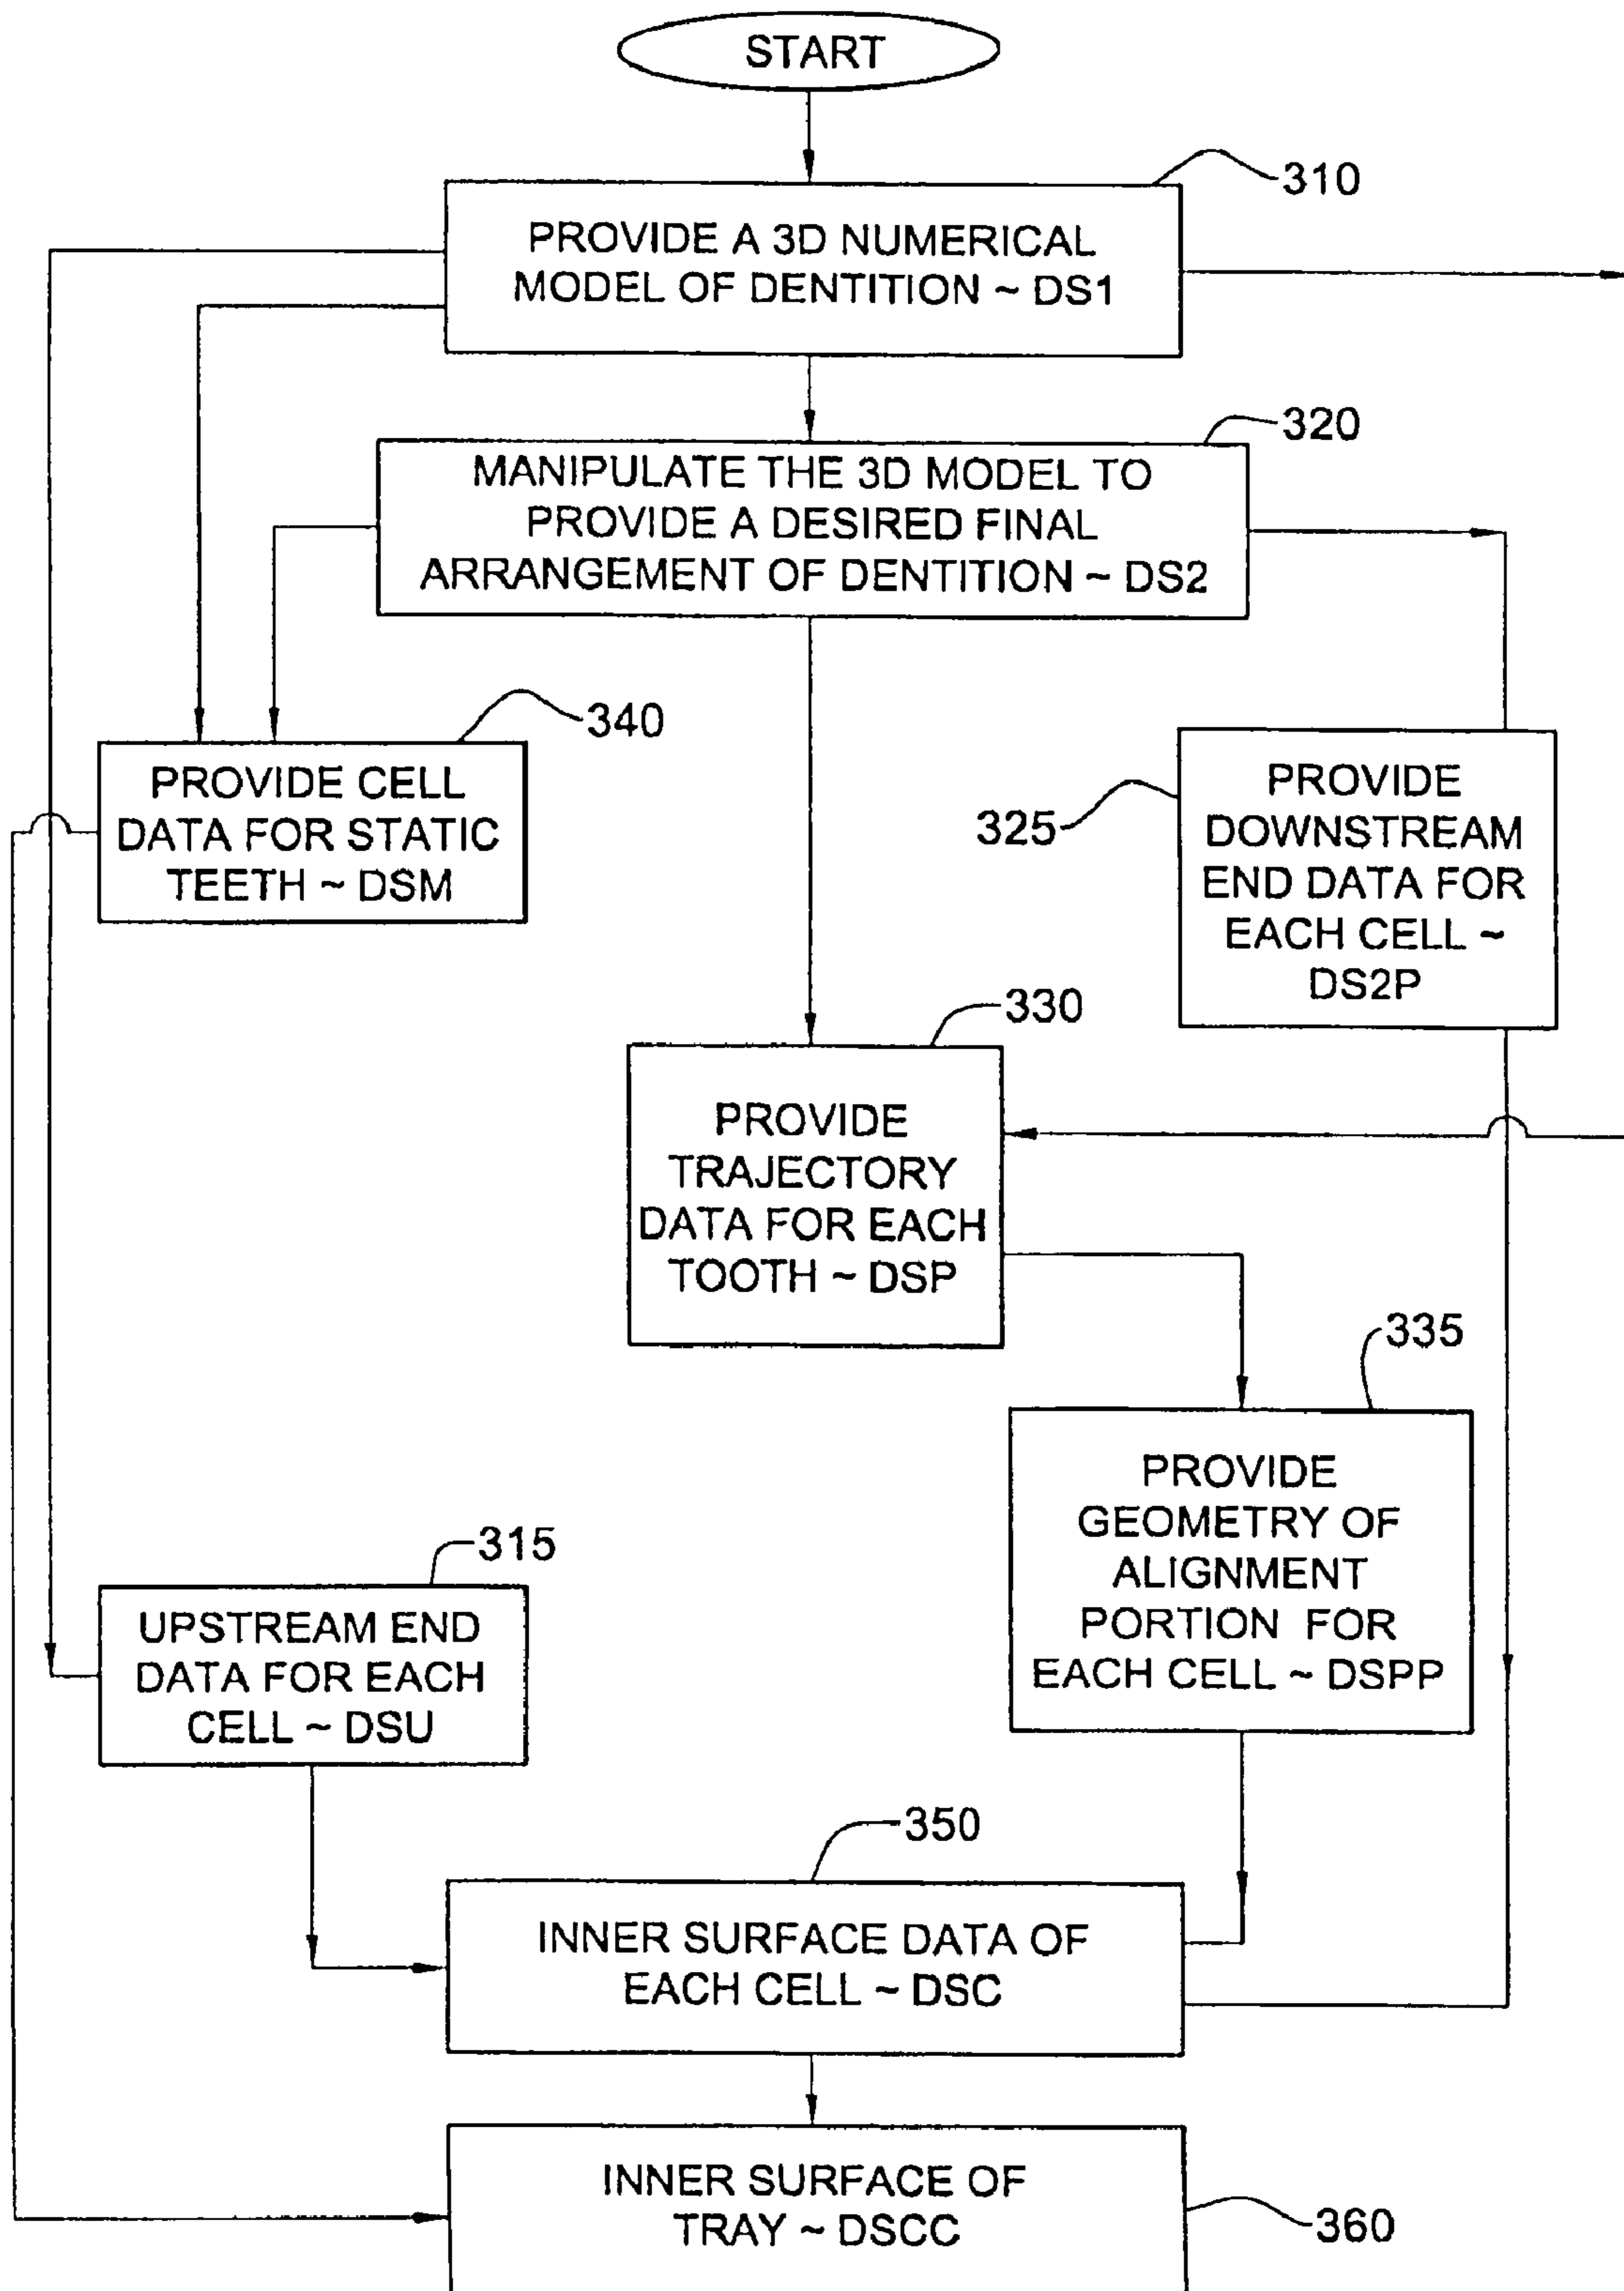 START
310
PROVIDE A 3D NUMERICAL
MODEL OF DENTITION ~ DS1
320
MANIPULATE THE 3D MODEL TO
PROVIDE A DESIRED FINAL
ARRANGEMENT OF DENTITION ~ DS2
340
PROVIDE CELL
DATA FOR STATIC
TEETH ~ DSM
325
PROVIDE
DOWNSTREAM
END DATA FOR
EACH CELL ~
DS2P
330
PROVIDE
TRAJECTORY
DATA FOR EACH
TOOTH ~ DSP
335
PROVIDE
GEOMETRY OF
ALIGNMENT
PORTION FOR
EACH CELL ~ DSPP
315
UPSTREAM END
DATA FOR EACH
CELL ~ DSU
350
INNER SURFACE DATA OF
EACH CELL ~ DSC
INNER SURFACE OF
TRAY ~ DSCC
360